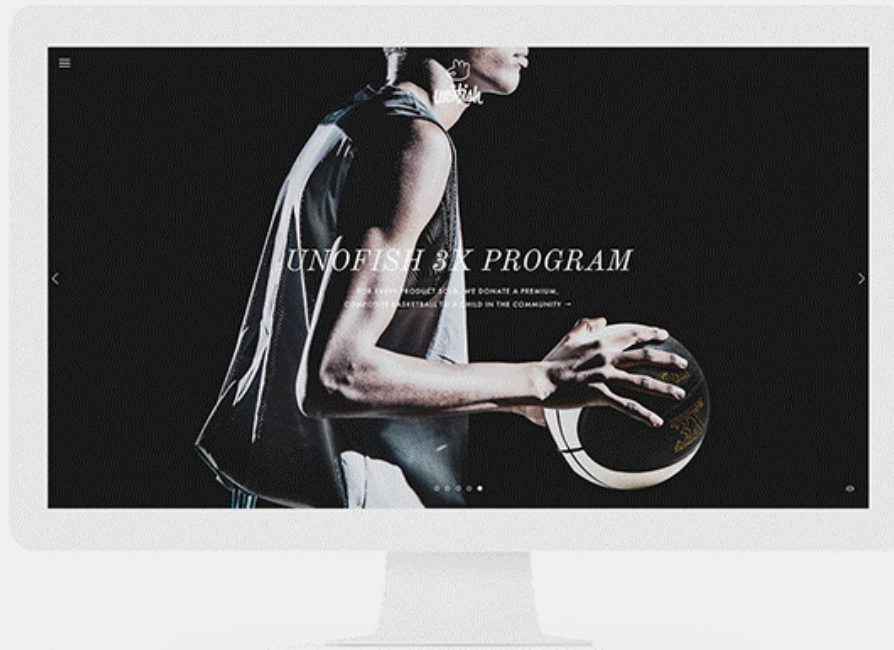 unofish
UNOFISH 3K PROGRAM
FOR EVERY PRODUCT SOLD, WE DONATE A PREMIUM,
COMPOSITE BASKETBALL TO A CHILD IN THE COMMUNITY →